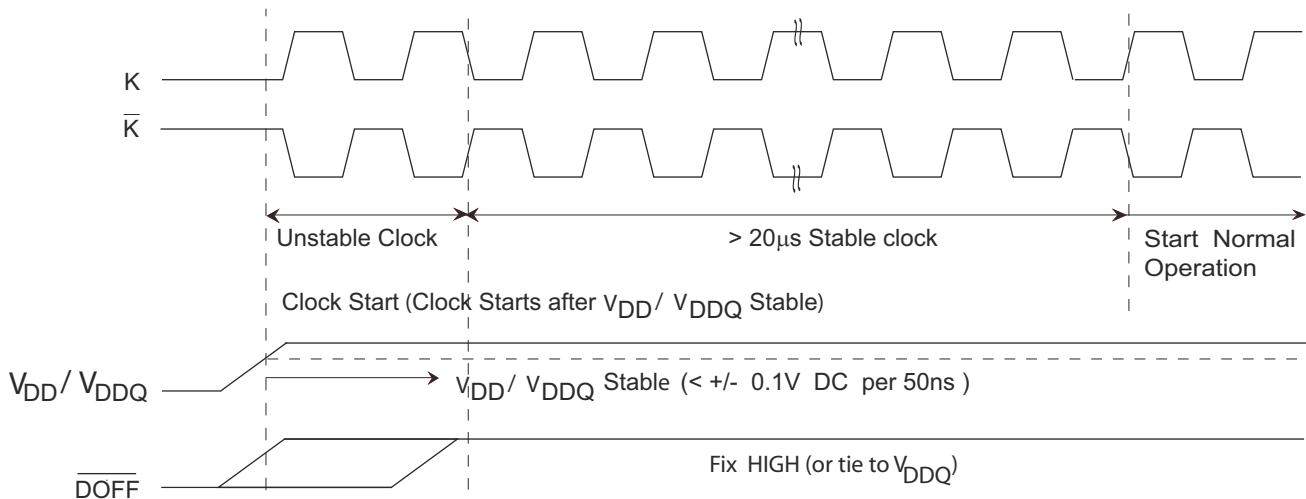 K
K̅
Unstable Clock
> 20μs Stable clock
Start Normal
Operation
Clock Start (Clock Starts after VDD / VDDQ Stable)
VDD / VDDQ
VDD / VDDQ Stable (< +/- 0.1V DC per 50ns )
D̅O̅F̅F̅
Fix HIGH (or tie to VDDQ)